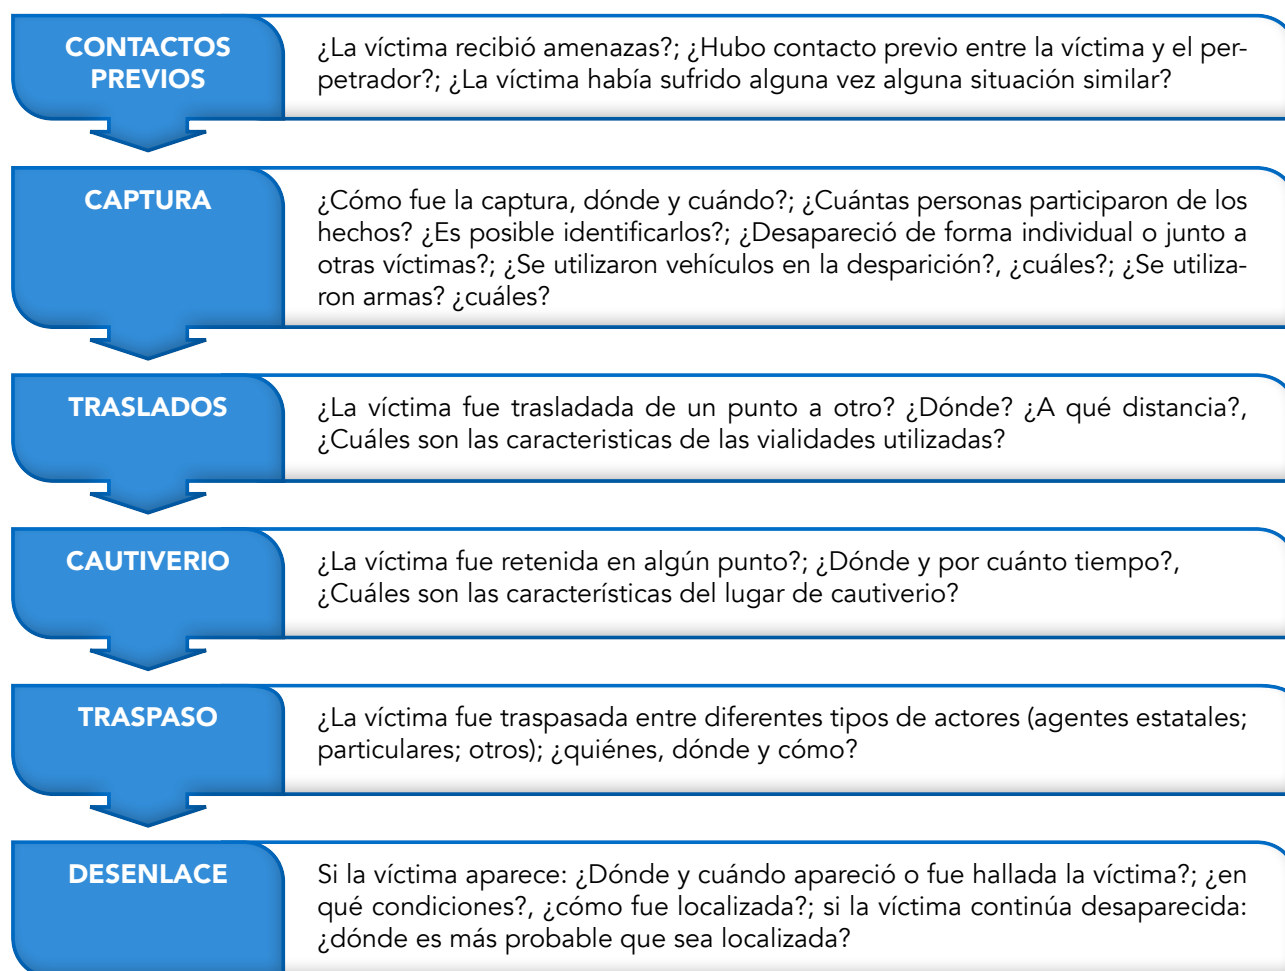 CONTACTOS
PREVIOS
¿La víctima recibió amenazas?; ¿Hubo contacto previo entre la víctima y el per-
petrador?; ¿La víctima había sufrido alguna vez alguna situación similar?
CAPTURA
¿Cómo fue la captura, dónde y cuándo?; ¿Cuántas personas participaron de los
hechos? ¿Es posible identificarlos?; ¿Desapareció de forma individual o junto a
otras víctimas?; ¿Se utilizaron vehículos en la desparición?, ¿cuáles?; ¿Se utiliza-
ron armas? ¿cuáles?
TRASLADOS
¿La víctima fue trasladada de un punto a otro? ¿Dónde? ¿A qué distancia?,
¿Cuáles son las caracteristicas de las vialidades utilizadas?
CAUTIVERIO
¿La víctima fue retenida en algún punto?; ¿Dónde y por cuánto tiempo?,
¿Cuáles son las características del lugar de cautiverio?
TRASPASO
¿La víctima fue traspasada entre diferentes tipos de actores (agentes estatales;
particulares; otros); ¿quiénes, dónde y cómo?
DESENLACE
Si la víctima aparece: ¿Dónde y cuándo apareció o fue hallada la víctima?; ¿en
qué condiciones?, ¿cómo fue localizada?; si la víctima continúa desaparecida:
¿dónde es más probable que sea localizada?